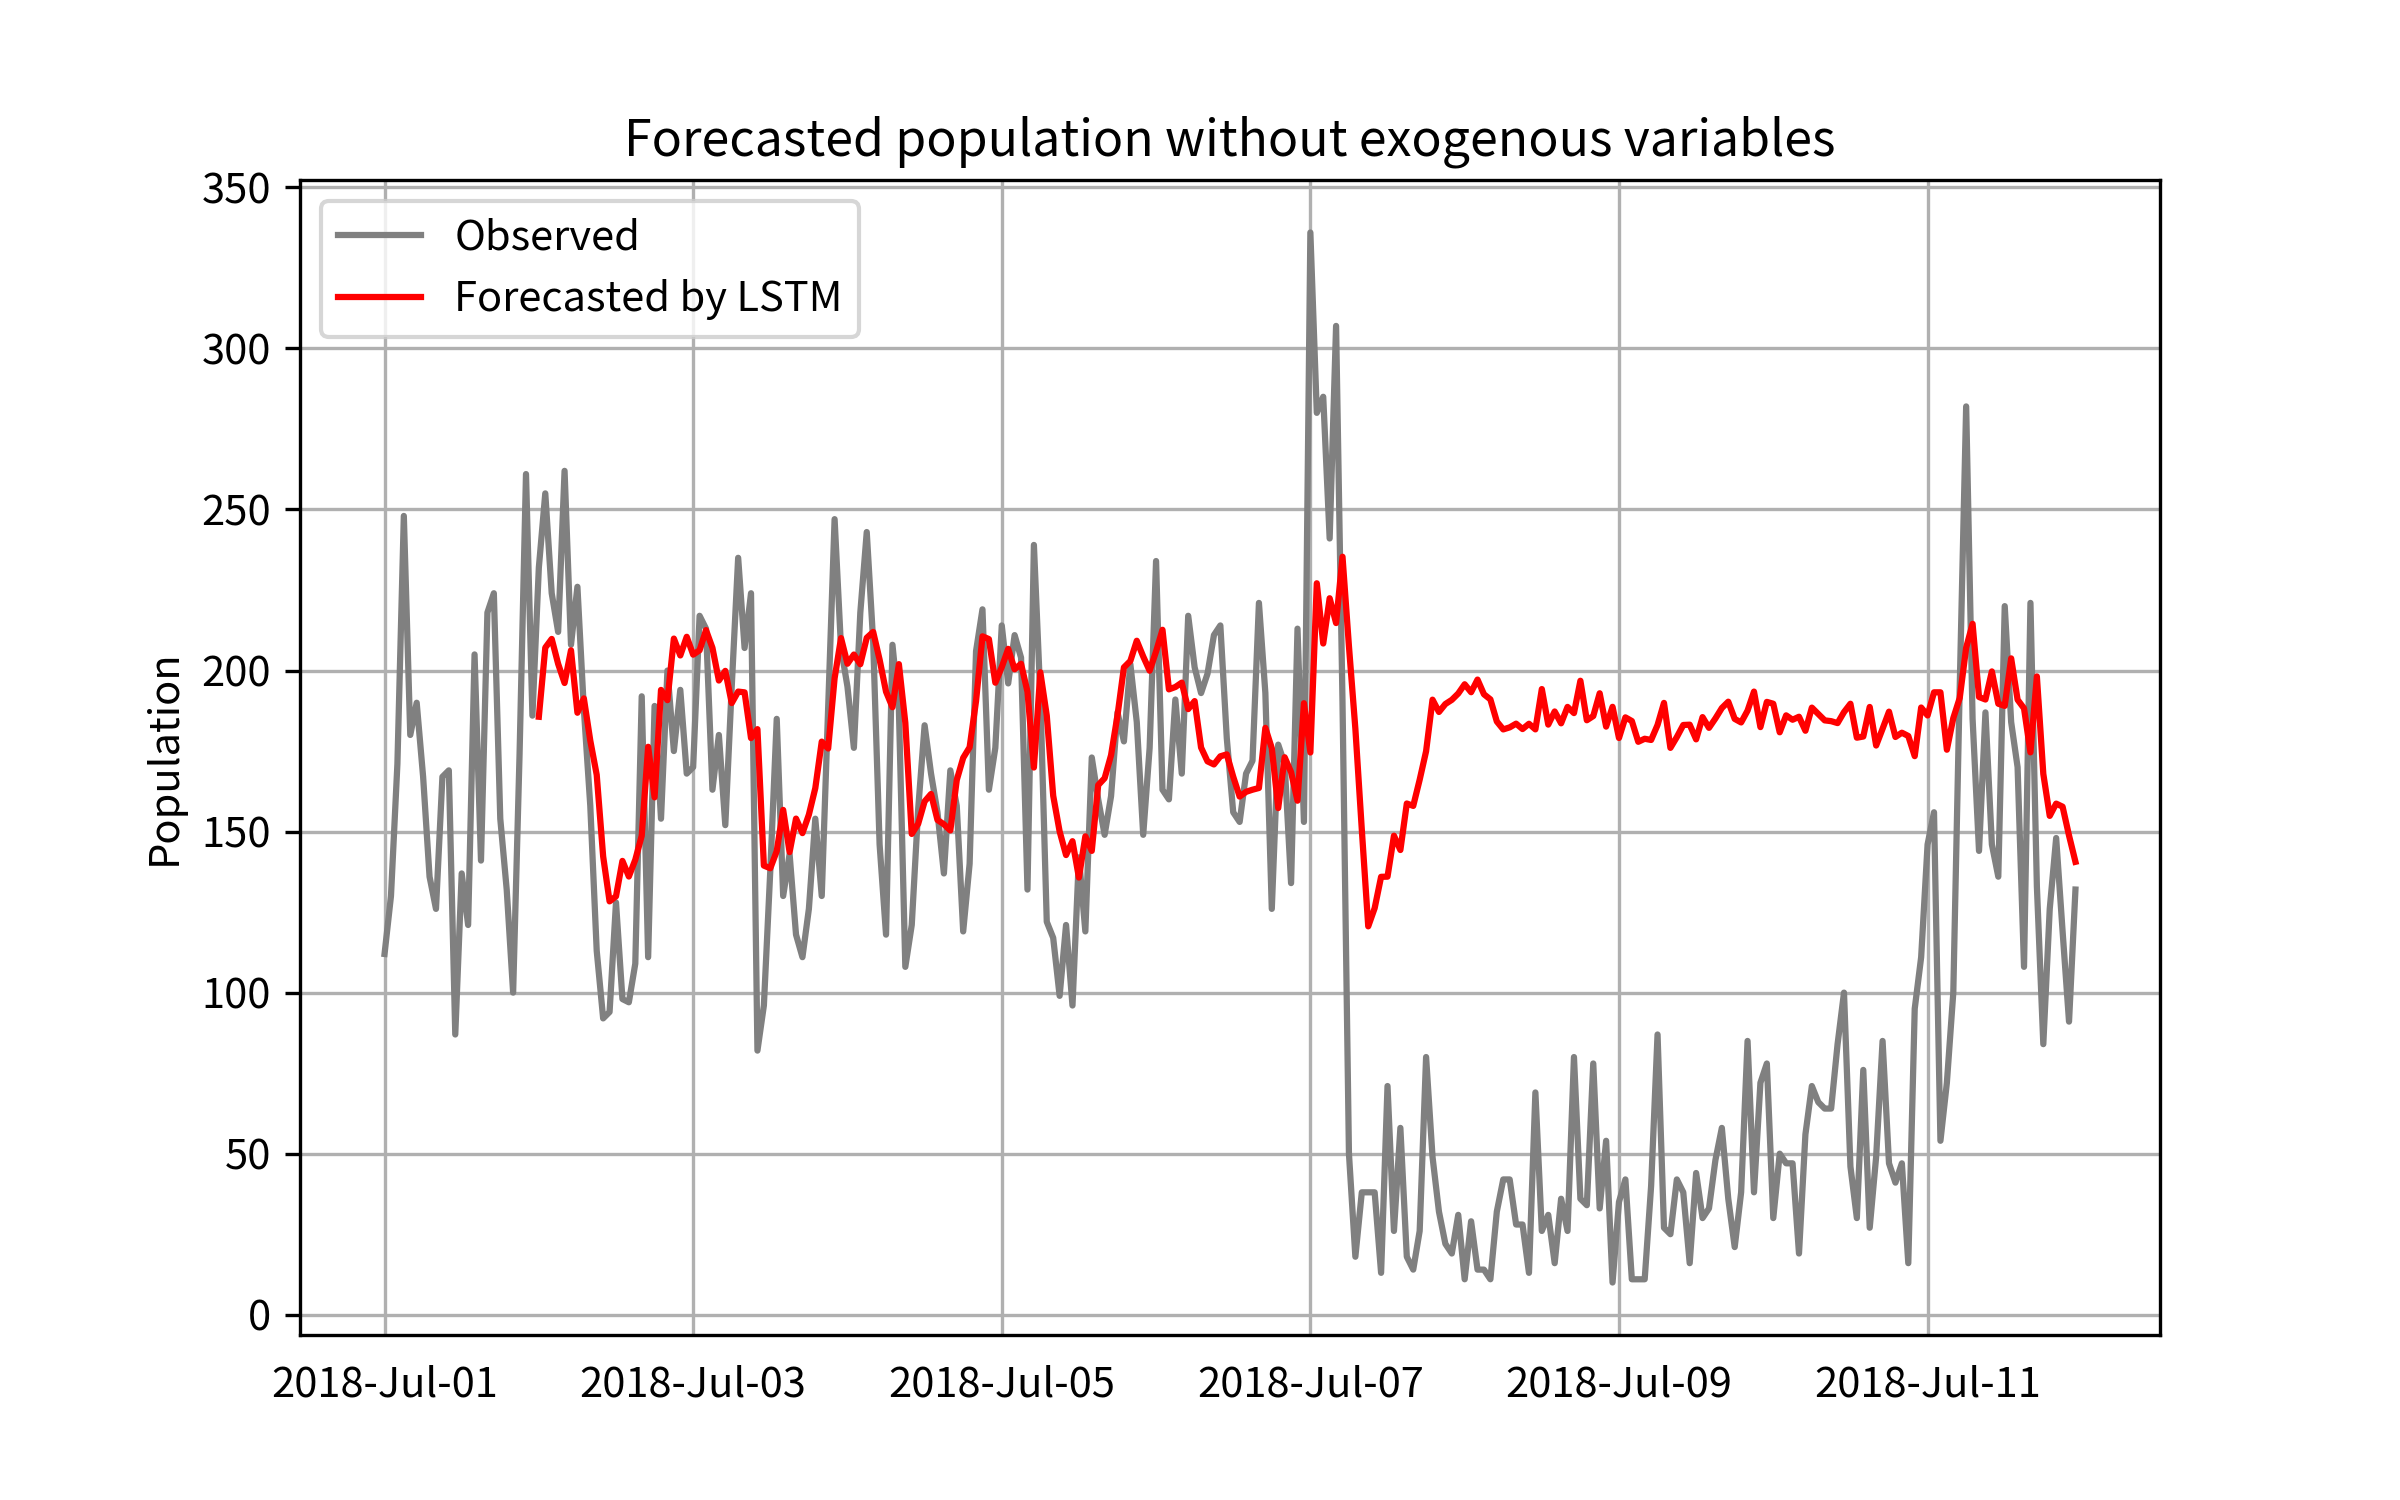 Forecasted population without exogenous variables
350
300
250
200
150
100
50
0
Population
Observed
Forecasted by LSTM
2018-Jul-01
2018-Jul-03
2018-Jul-05
2018-Jul-07
2018-Jul-09
2018-Jul-11